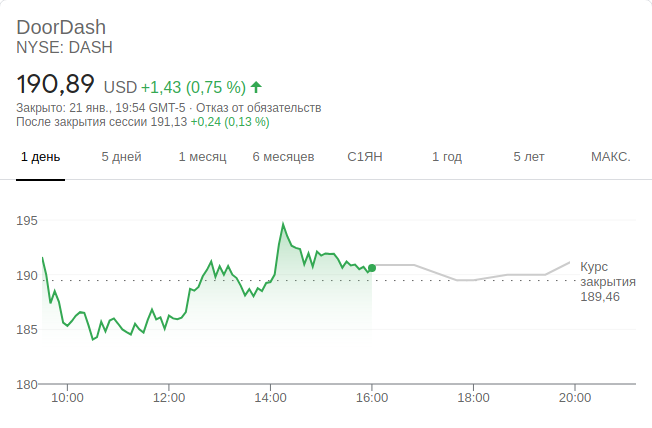 DoorDash
NYSE: DASH
190,89 USD +1,43 (0,75 %)
Закрыто: 21 янв., 19:54 GMT-5 · Отказ от обязательств
После закрытия сессии 191,13 +0,24 (0,13 %)
1 день 5 дней 1 месяц 6 месяцев С1ЯН 1 год 5 лет МАКС.
195
190
185
180
Курс
закрытия
189,46
10:00 12:00 14:00 16:00 18:00 20:00